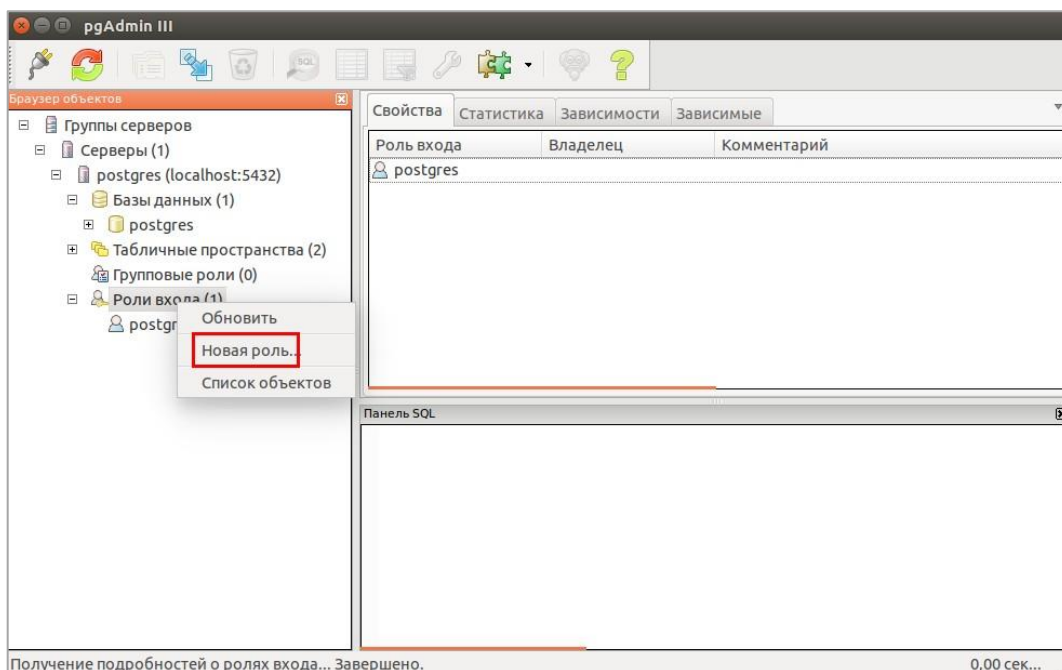 pgAdmin III
SQL
Браузер объектов
Группы серверов
Серверы (1)
postgres (localhost:5432)
Базы данных (1)
postgres
Табличные пространства (2)
Групповые роли (0)
Роли входа (1)
postgr
Обновить
Новая роль...
Список объектов
Свойства Статистика Зависимости Зависимые
Роль входа Владелец Комментарий
postgres
Панель SQL
Получение подробностей о ролях входа... Завершено. 0,00 сек...